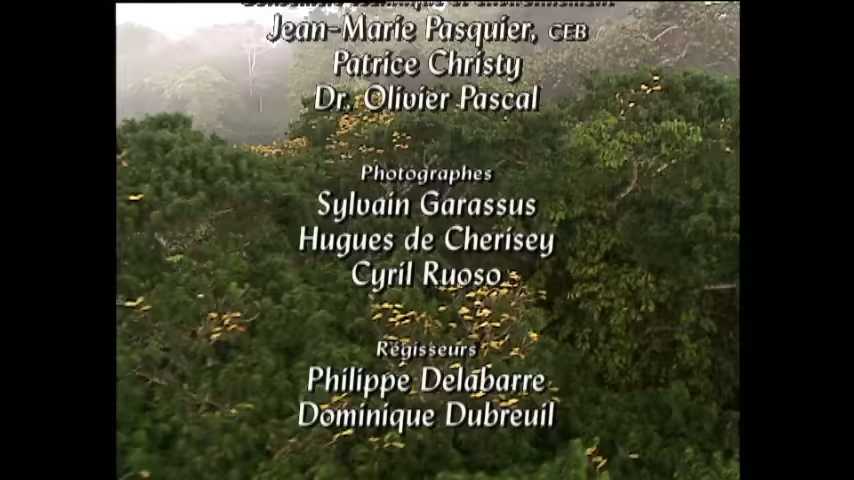 Jean-Marie Pasquier, CEB
Patrice Christy
Dr. Olivier Pascal
Photographes
Sylvain Garassus
Hugues de Cherisey
Cyril Ruoso
Régisseurs
Philippe Delabarre
Dominique Dubreuil